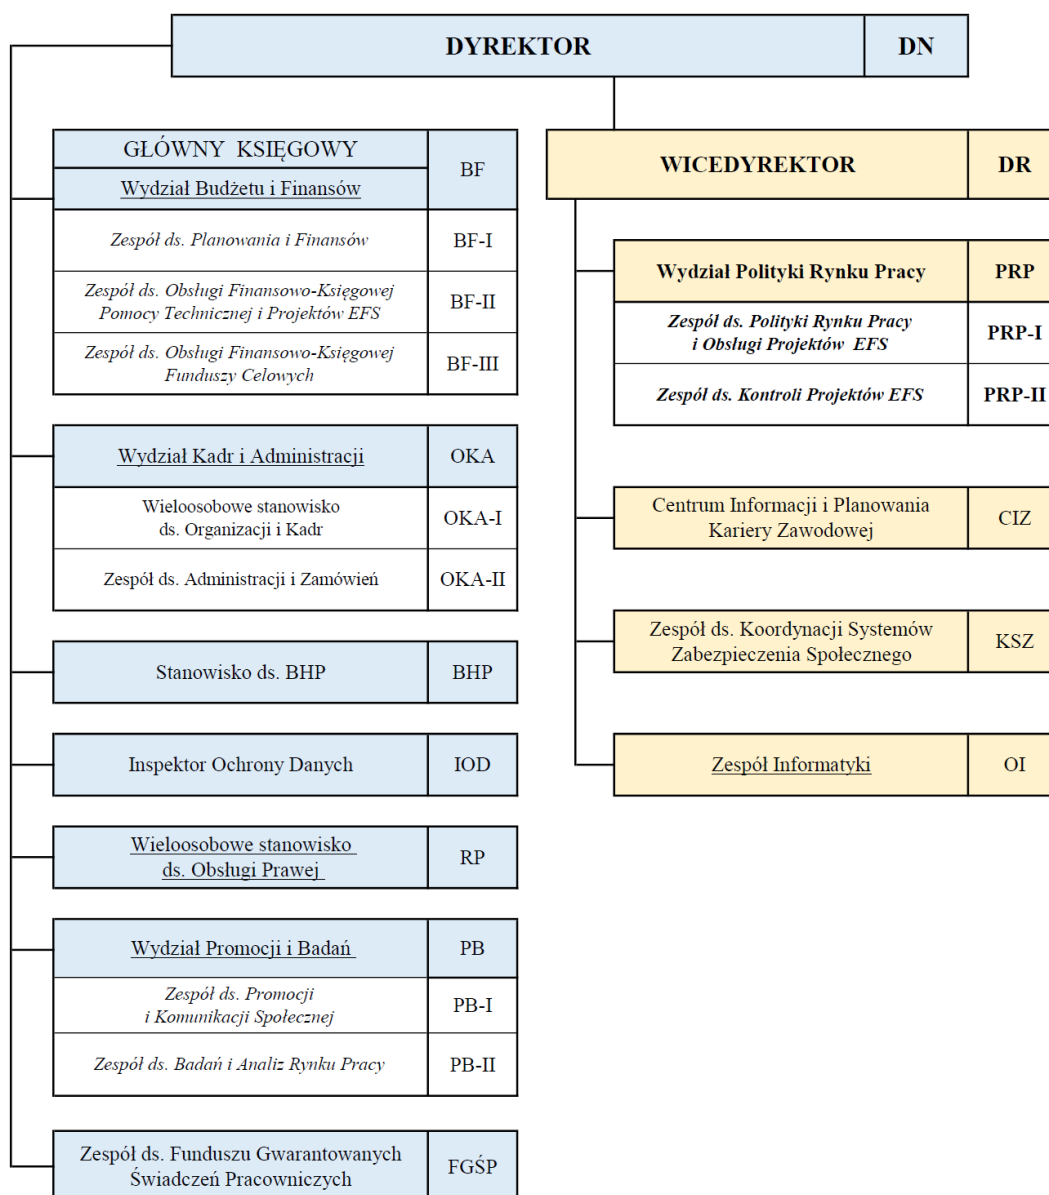 DYREKTOR DN
GŁÓWNY KSIĘGOWY
Wydział Budżetu i Finansów
BF
Zespół ds. Planowania i Finansów BF-I
Zespół ds. Obsługi Finansowo-Księgowej
Pomocy Technicznej i Projektów EFS
BF-II
Zespół ds. Obsługi Finansowo-Księgowej
Funduszy Celowych
BF-III
Wydział Kadr i Administracji OKA
Wieloosobowe stanowisko
ds. Organizacji i Kadr
OKA-I
Zespół ds. Administracji i Zamówień OKA-II
Stanowisko ds. BHP BHP
Inspektor Ochrony Danych IOD
Wieloosobowe stanowisko
ds. Obsługi Prawej
RP
Wydział Promocji i Badań PB
Zespół ds. Promocji
i Komunikacji Społecznej
PB-I
Zespół ds. Badań i Analiz Rynku Pracy PB-II
Zespół ds. Funduszu Gwarantowanych
Świadczeń Pracowniczych
FGŚP
WICEDYREKTOR DR
Wydział Polityki Rynku Pracy PRP
Zespół ds. Polityki Rynku Pracy
i Obsługi Projektów EFS
PRP-I
Zespół ds. Kontroli Projektów EFS PRP-II
Centrum Informacji i Planowania
Kariery Zawodowej
CIZ
Zespół ds. Koordynacji Systemów
Zabezpieczenia Społecznego
KSZ
Zespół Informatyki OI